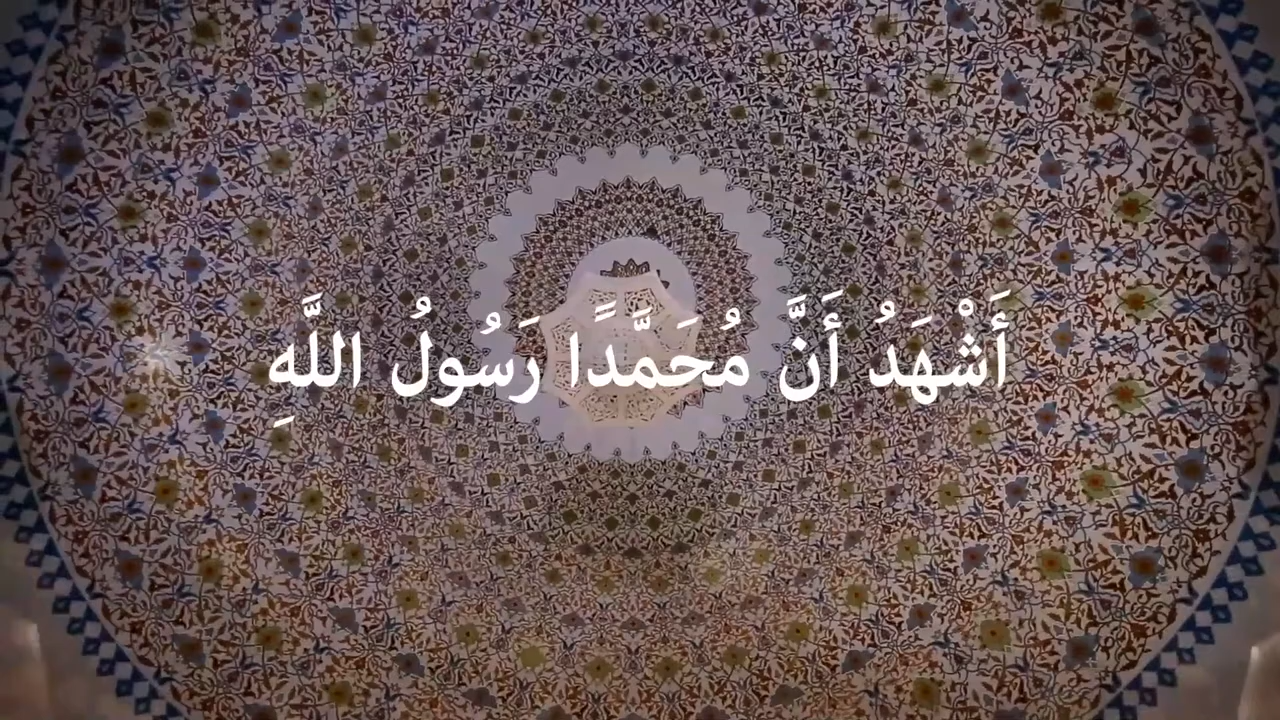 أَشْهَدُ أَنَّ مُحَمَّدًا رَسُولُ اللَّهِ